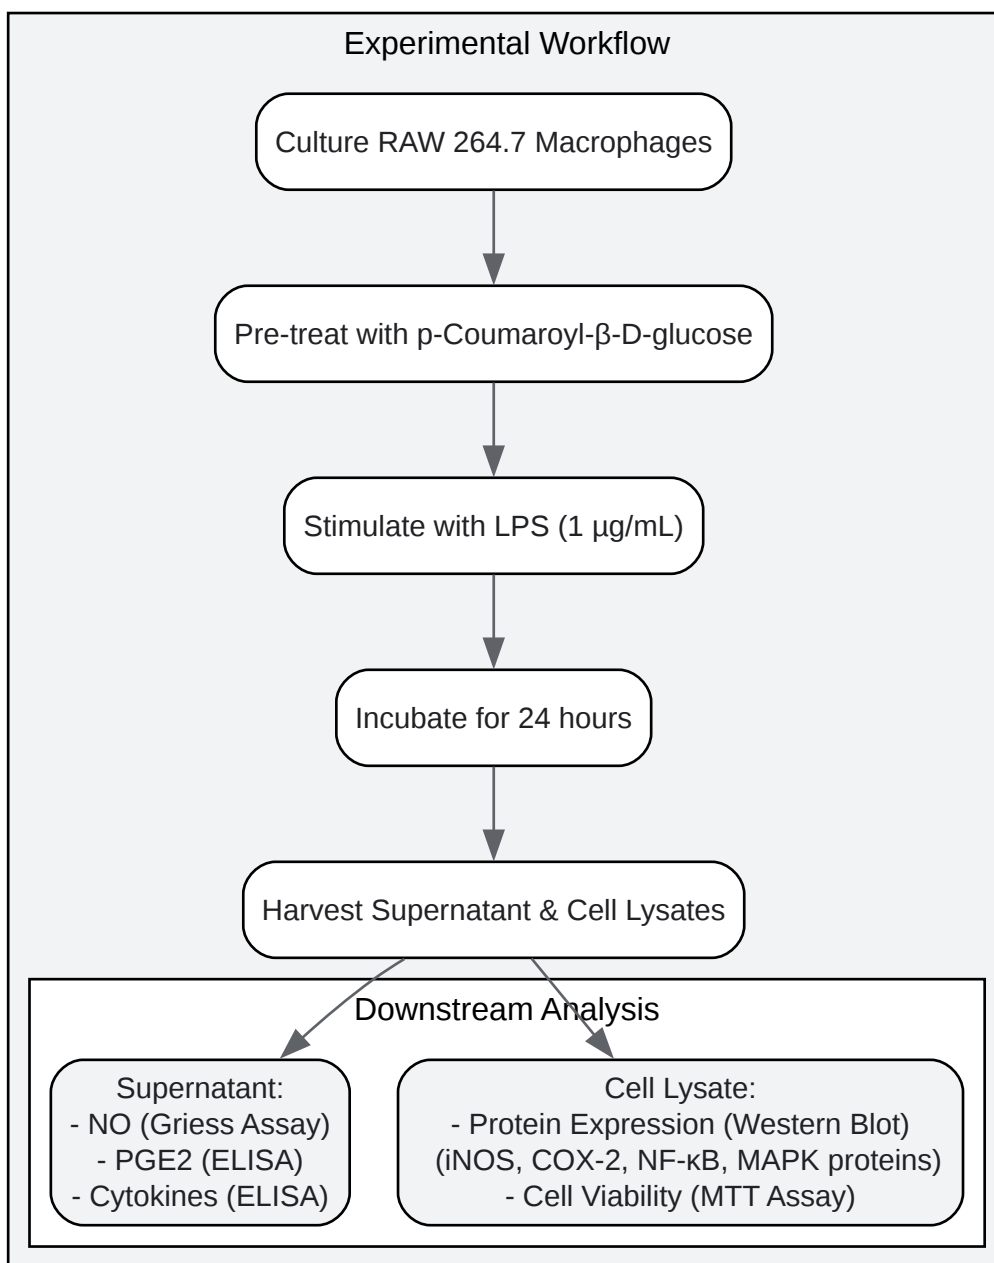 Experimental Workflow
Culture RAW 264.7 Macrophages
Pre-treat with p-Coumaroyl-β-D-glucose
Stimulate with LPS (1 µg/mL)
Incubate for 24 hours
Harvest Supernatant & Cell Lysates
Downstream Analysis
Supernatant:
- NO (Griess Assay)
- PGE2 (ELISA)
- Cytokines (ELISA)
Cell Lysate:
- Protein Expression (Western Blot)
(iNOS, COX-2, NF-κB, MAPK proteins)
- Cell Viability (MTT Assay)